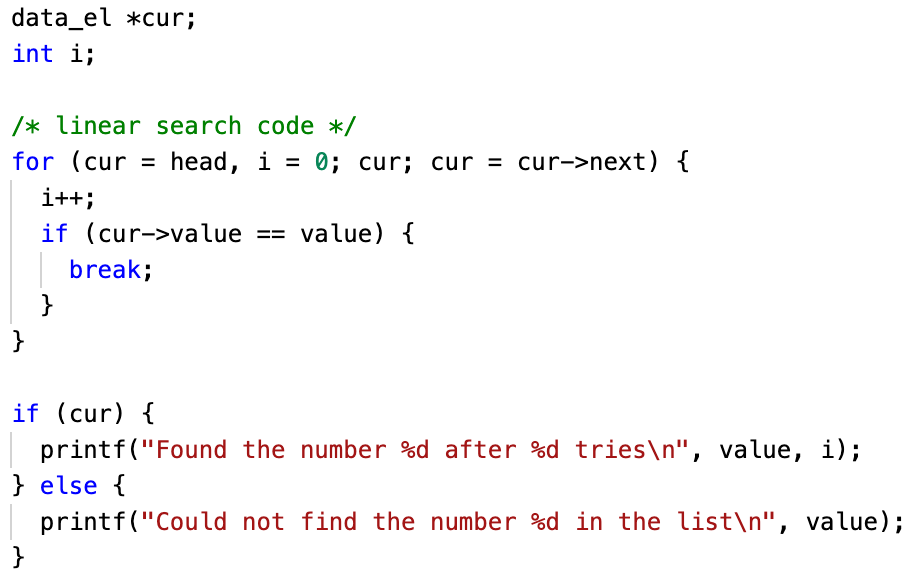 data_el *cur;
int i;

/* linear search code */
for (cur = head, i = 0; cur; cur = cur->next) {
  i++;
  if (cur->value == value) {
    break;
  }
}

if (cur) {
  printf("Found the number %d after %d tries\n", value, i);
} else {
  printf("Could not find the number %d in the list\n", value);
}